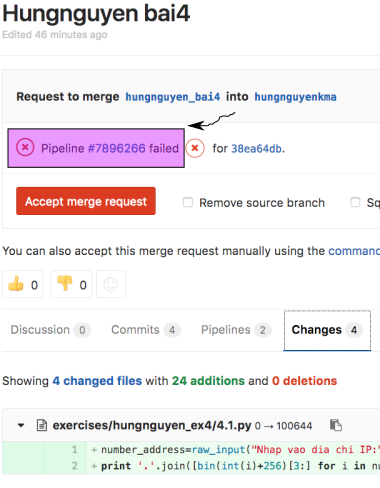 Hungnguyen bai4
Edited 46 minutes ago
Request to merge hungnguyen_bai4 into hungnguyenkma
Pipeline #7896266 failed for 38ea64db.
Accept merge request Remove source branch
You can also accept this merge request manually using the
0 0
Discussion 0 Commits 4 Pipelines 2 Changes 4
Showing 4 changed files with 24 additions and 0 deletions
exercises/hungnguyen_ex4/4.1.py 0 → 100644
1 + number_address=raw_input("Nhap vao dia chi IP:"
2 + print '.'.join([bin(int(i)+256)[3:] for i in